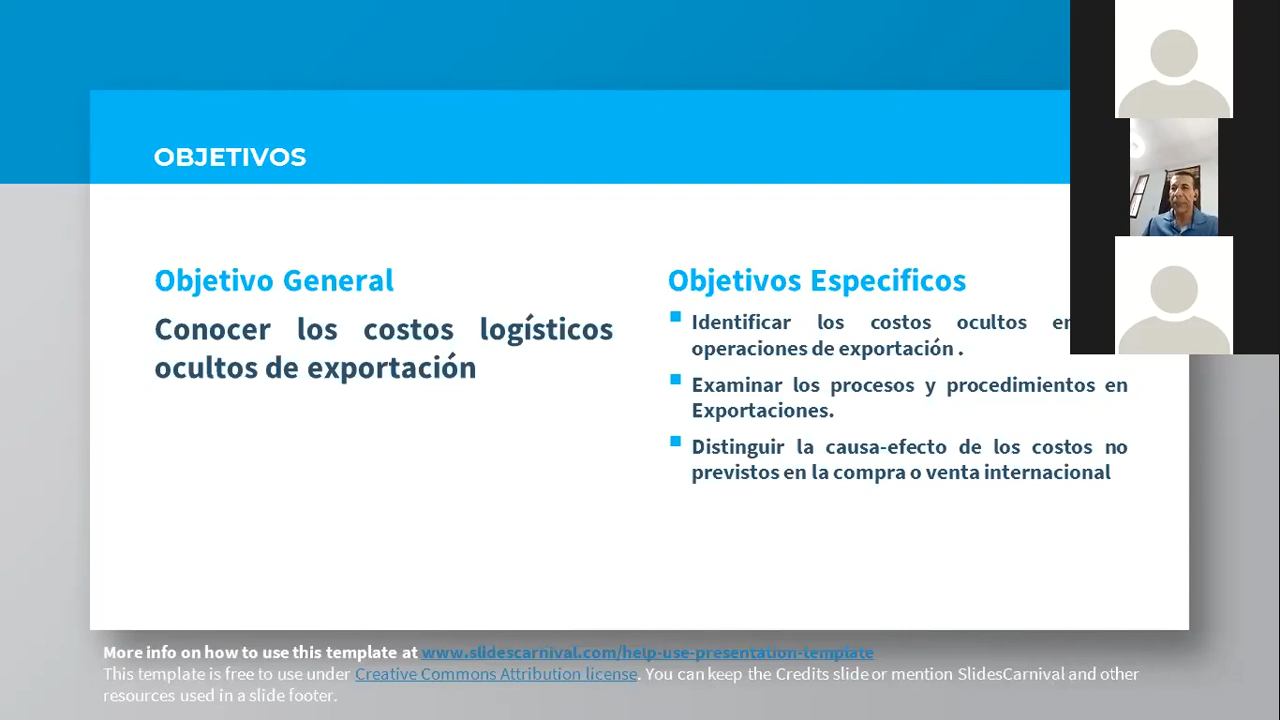 OBJETIVOS
Objetivo General
Conocer los costos logísticos
ocultos de exportación
Objetivos Especificos
Identificar los costos ocultos
operaciones de exportación .
Examinar los procesos y procedimientos en
Exportaciones.
Distinguir la causa-efecto de los costos no
previstos en la compra o venta internacional
More info on how to use this template at www.slidescarnival.com/help-use-presentation-template
This template is free to use under Creative Commons Attribution license. You can keep the Credits slide or mention SlidesCarnival and other
resources used in a slide footer.